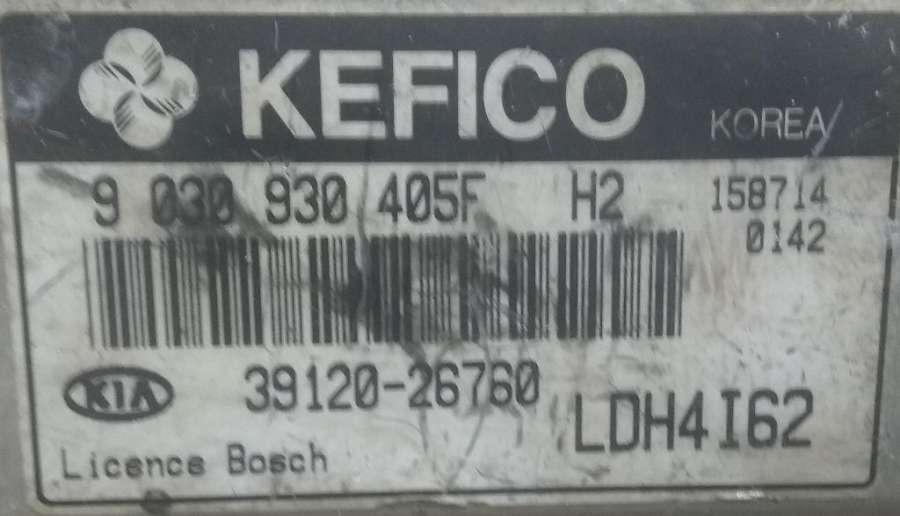 KEFICO KOREA
9 030 930 405F H2 158714
0142
KIA 39120-26760 LDH4I62
Licence Bosch